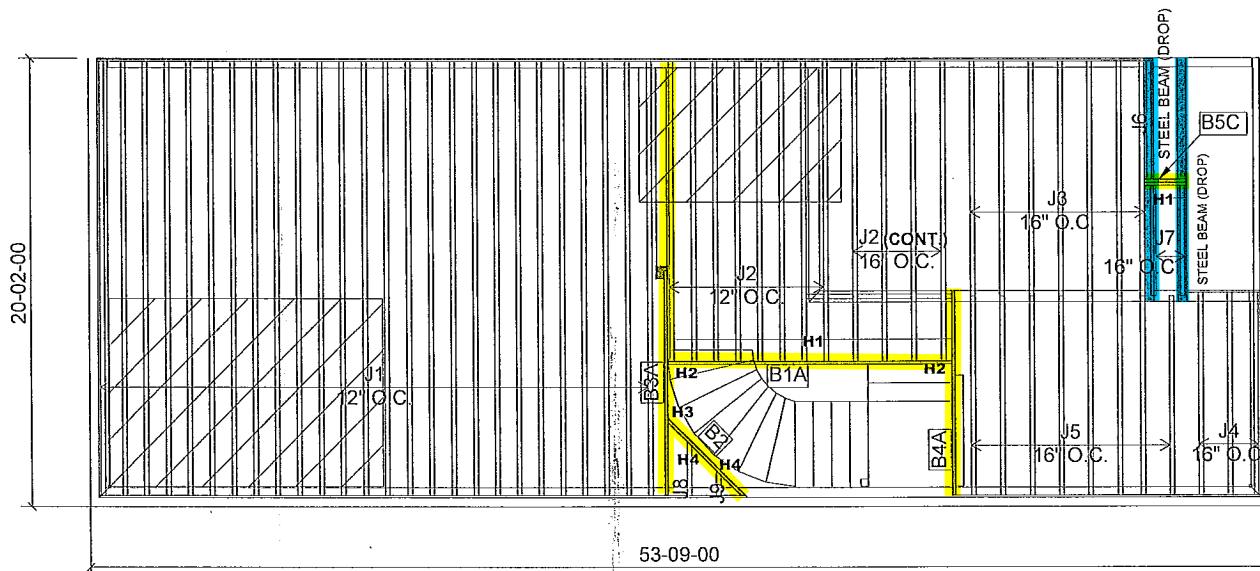 STEEL BEAM (DROP)
J6
B5C
H1
J3
16" O.C.
J7
16" O.C
STEEL BEAM (DROP)
J2 (CONT.)
16" O.C.
J2
12" O.C.
20-02-00
H1
H2
B1A
H2
B3A
J1
2" O.C.
H3
B2
H4
H4
J8
J9
B4A
J5
16" O.C.
J4
16" O.C
53-09-00